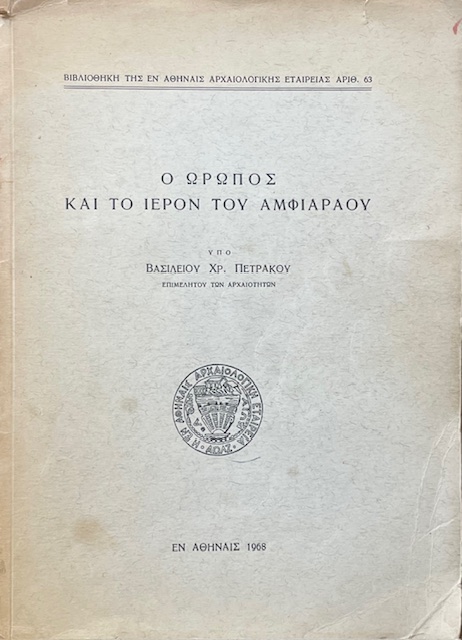 ΒΙΒΛΙΟΘΗΚΗ ΤΗΣ ΕΝ ΑΘΗΝΑΙΣ ΑΡΧΑΙΟΛΟΓΙΚΗΣ ΕΤΑΙΡΕΙΑΣ ΑΡΙΘ. 63
Ο ΩΡΩΠΟΣ
ΚΑΙ ΤΟ ΙΕΡΟΝ ΤΟΥ ΑΜΦΙΑΡΑΟΥ
ΥΠΟ
ΒΑΣΙΛΕΙΟΥ ΧΡ. ΠΕΤΡΑΚΟΥ
ΕΠΙΜΕΛΗΤΟΥ ΤΩΝ ΑΡΧΑΙΟΤΗΤΩΝ
Η ΕΝ ΑΘΗΝΑΙΣ ΑΡΧΑΙΟΛΟΓΙΚΗ ΕΤΑΙΡΕΙΑ
ΑΩΛΖ
ΕΝ ΑΘΗΝΑΙΣ 1968